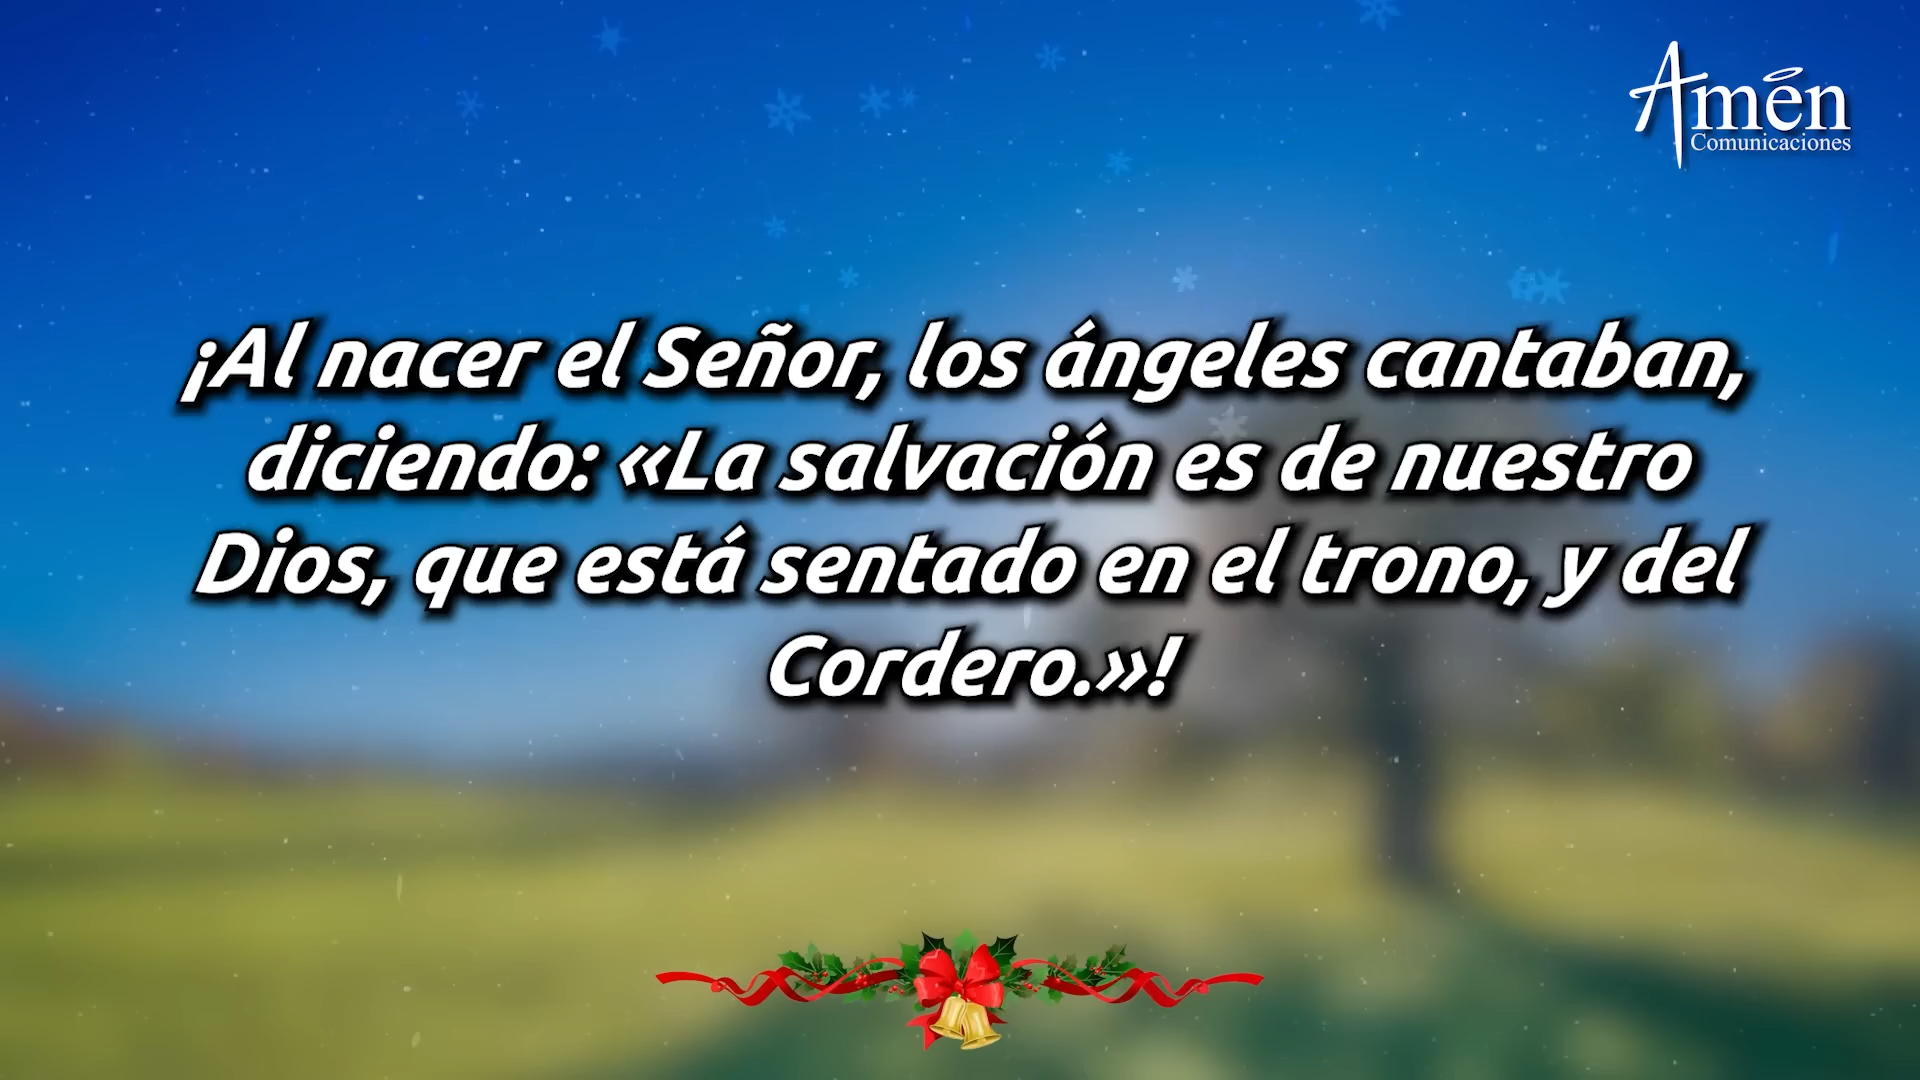 Amén
Comunicaciones
¡Al nacer el Señor, los ángeles cantaban,
diciendo: «La salvación es de nuestro
Dios, que está sentado en el trono, y del
Cordero.»!